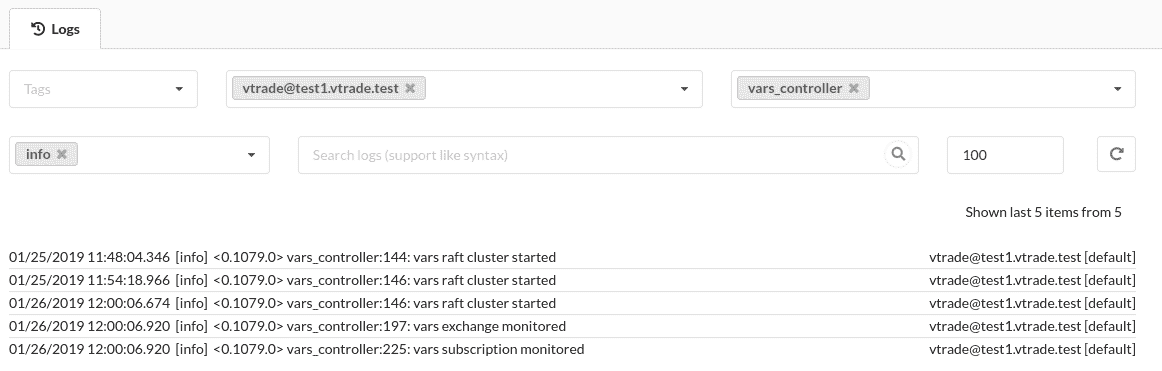 Logs
Tags vtrade@test1.vtrade.test vars_controller
info Search logs (support like syntax) 100
Shown last 5 items from 5
01/25/2019 11:48:04.346 [info] <0.1079.0> vars_controller:144: vars raft cluster started vtrade@test1.vtrade.test [default]
01/25/2019 11:54:18.966 [info] <0.1079.0> vars_controller:146: vars raft cluster started vtrade@test1.vtrade.test [default]
01/26/2019 12:00:06.674 [info] <0.1079.0> vars_controller:146: vars raft cluster started vtrade@test1.vtrade.test [default]
01/26/2019 12:00:06.920 [info] <0.1079.0> vars_controller:197: vars exchange monitored vtrade@test1.vtrade.test [default]
01/26/2019 12:00:06.920 [info] <0.1079.0> vars_controller:225: vars subscription monitored vtrade@test1.vtrade.test [default]